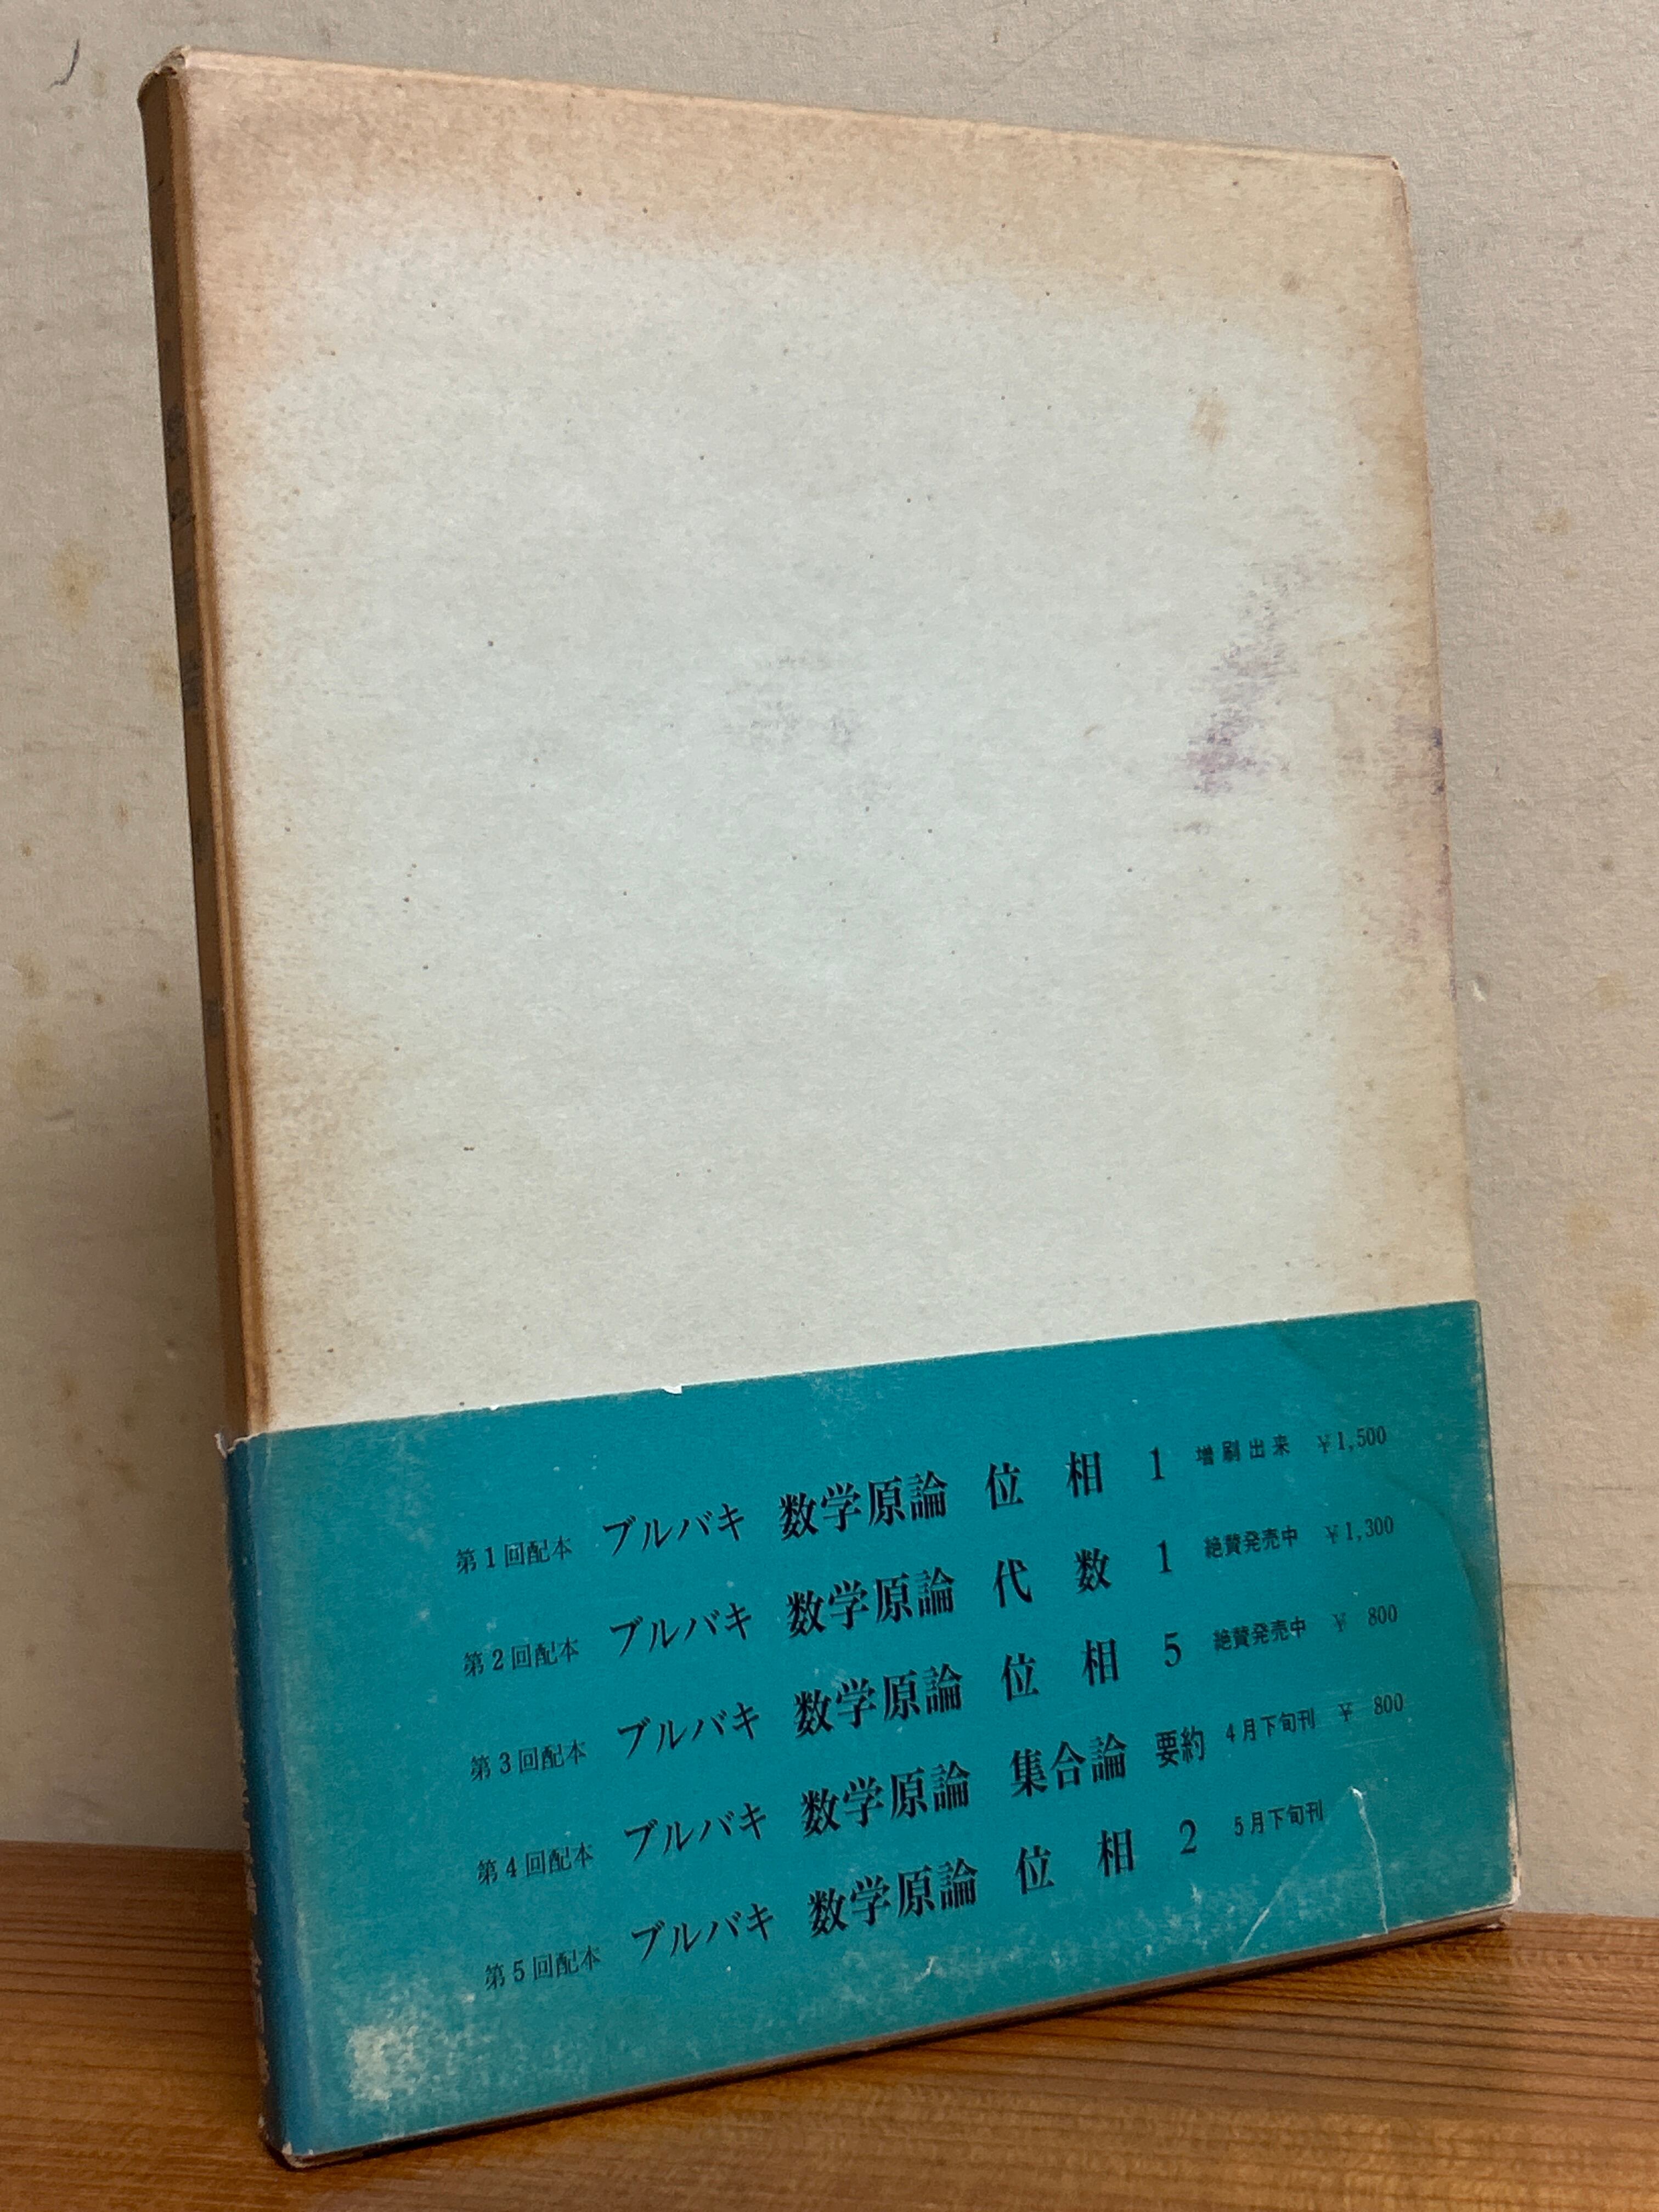 第1回配本 ブルバキ 数学原論 位相 1 増刷出来 ¥1,500
第2回配本 ブルバキ 数学原論 代数 1 絶賛発売中 ¥1,300
第3回配本 ブルバキ 数学原論 位相 5 絶賛発売中 ¥ 800
第4回配本 ブルバキ 数学原論 集合論 要約 4月下旬刊 ¥ 800
第5回配本 ブルバキ 数学原論 位相 2 5月下旬刊